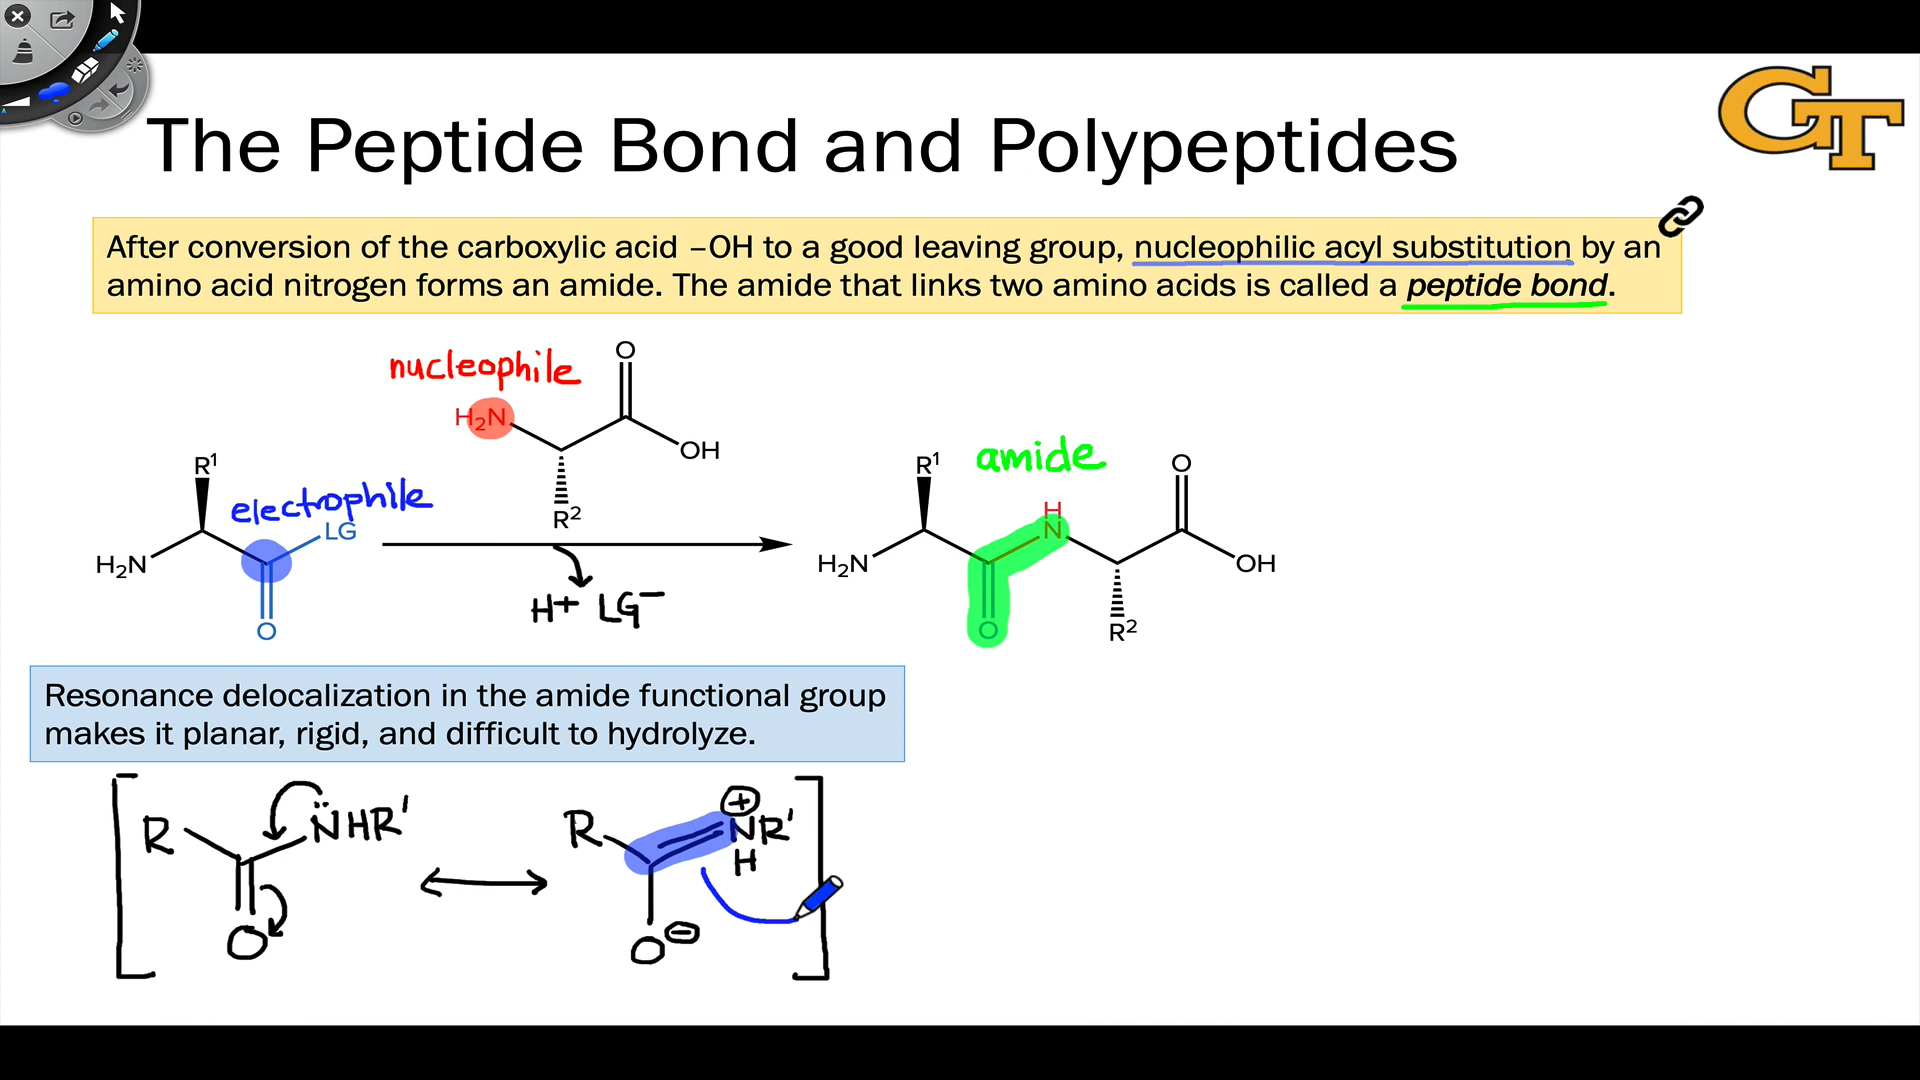 GT
The Peptide Bond and Polypeptides
After conversion of the carboxylic acid –OH to a good leaving group, nucleophilic acyl substitution by an
amino acid nitrogen forms an amide. The amide that links two amino acids is called a peptide bond.
nucleophile
O
H₂N
OH
R²
R¹
electrophile
LG
H₂N
O
H+ LG⁻
amide
R¹
H
N
O
H₂N
OH
O
R²
Resonance delocalization in the amide functional group
makes it planar, rigid, and difficult to hydrolyze.
R
N̈HR'
O
R
⊕
NR'
H
O⊖